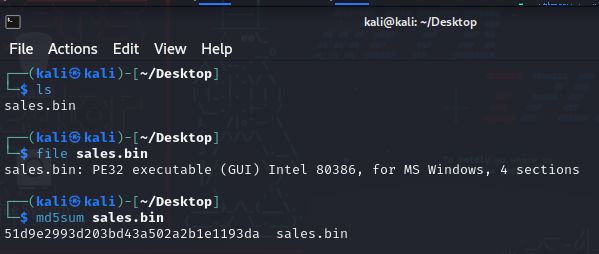 kali@kali: ~/Desktop
File Actions Edit View Help
┌──(kali㉿kali)-[~/Desktop]
└─$ ls
sales.bin
┌──(kali㉿kali)-[~/Desktop]
└─$ file sales.bin
sales.bin: PE32 executable (GUI) Intel 80386, for MS Windows, 4 sections
┌──(kali㉿kali)-[~/Desktop]
└─$ md5sum sales.bin
51d9e2993d203bd43a502a2b1e1193da  sales.bin